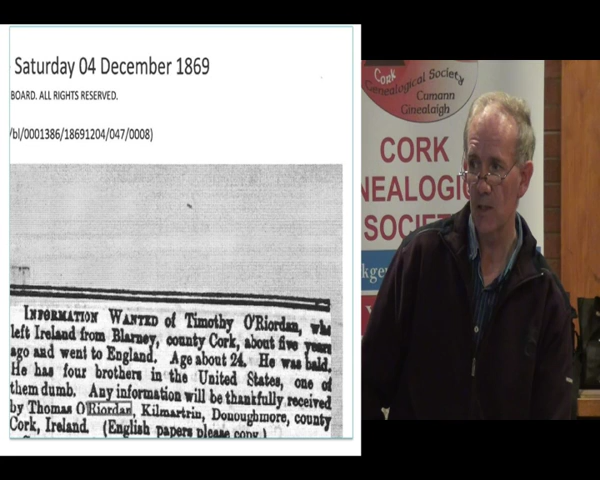 Saturday 04 December 1869
BOARD. ALL RIGHTS RESERVED.
/bl/0001386/18691204/047/0008)
INFORMATION WANTED of Timothy O'Riordan, who
left Ireland from Blarney, county Cork, about five years
ago and went to England. Age about 24. He was bald.
He has four brothers in the United States, one of
them dumb. Any information will be thankfully received
by Thomas O'Riordan, Kilmartin, Donoughmore, county
Cork, Ireland. (English papers please copy.)
Cork
Genealogical Society
Cumann
Ginealaigh
CORK
NEALOGIC
SOCIET
kge